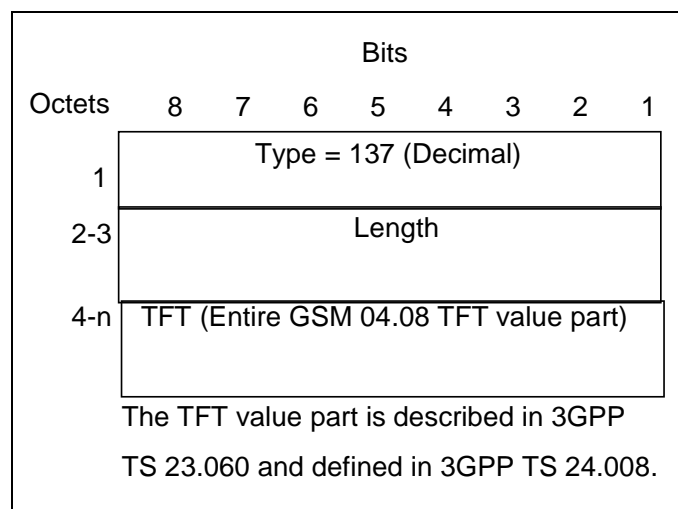 Bits
Octets 8 7 6 5 4 3 2 1
1 Type = 137 (Decimal)
2-3 Length
4-n TFT (Entire GSM 04.08 TFT value part)
The TFT value part is described in 3GPP
TS 23.060 and defined in 3GPP TS 24.008.